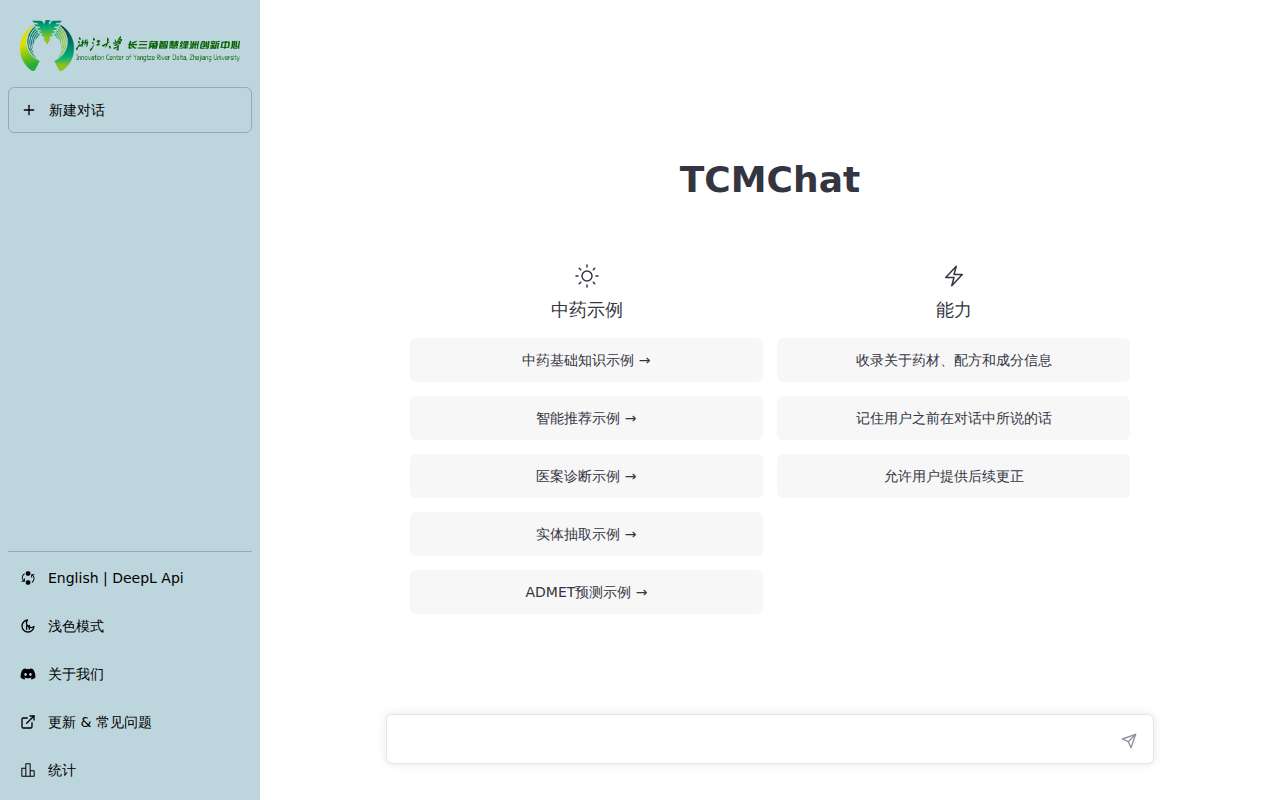 浙江大学 长三角智慧绿洲创新中心
Innovation Center of Yangtze River Delta, Zhejiang University
新建对话
English | DeepL Api
浅色模式
关于我们
更新 & 常见问题
统计
TCMChat
中药示例
中药基础知识示例 →
智能推荐示例 →
医案诊断示例 →
实体抽取示例 →
ADMET预测示例 →
能力
收录关于药材、配方和成分信息
记住用户之前在对话中所说的话
允许用户提供后续更正